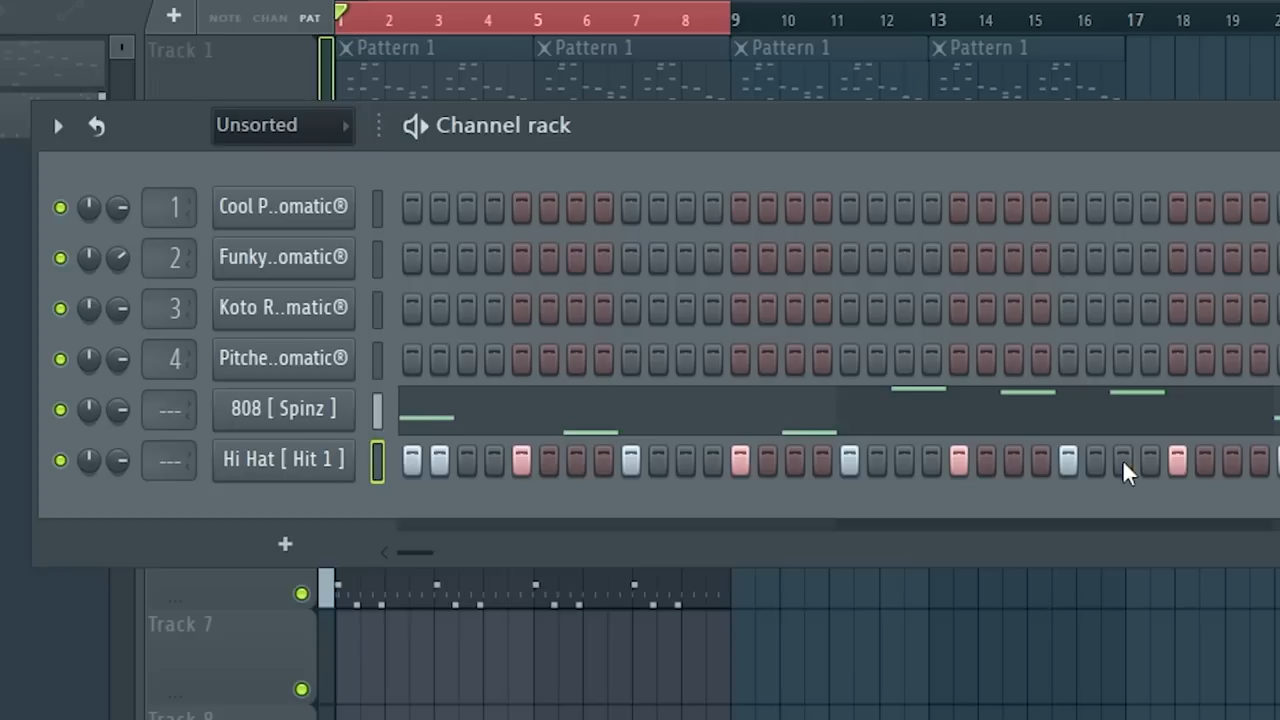 + NOTE CHAN PAT 1 2 3 4 5 6 7 8 9 10 11 12 13 14 15 16 17 18 19
Track 1 Pattern 1 Pattern 1 Pattern 1 Pattern 1
Unsorted Channel rack
1 Cool P..omatic®
2 Funky..omatic®
3 Koto R..matic®
4 Pitche..omatic®
--- 808 [ Spinz ]
--- Hi Hat [ Hit 1 ]
+
...
Track 7
...